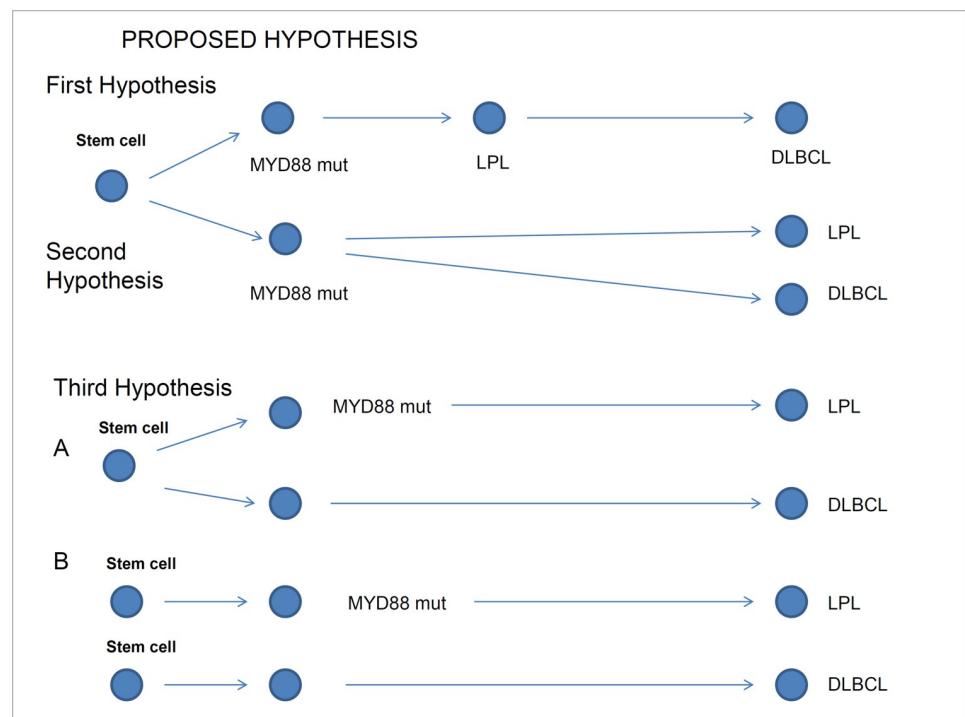 PROPOSED HYPOTHESIS
First Hypothesis
Stem cell
MYD88 mut
LPL
DLBCL
Second
Hypothesis
MYD88 mut
LPL
DLBCL
Third Hypothesis
Stem cell
A
MYD88 mut
LPL
DLBCL
B
Stem cell
MYD88 mut
LPL
Stem cell
DLBCL